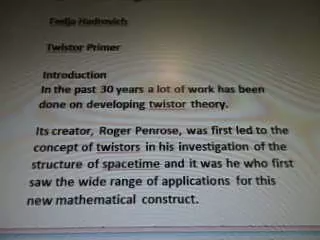 Fedja Hadrovich
Twistor Primer
Introduction
In the past 30 years a lot of work has been
done on developing twistor theory.
Its creator, Roger Penrose, was first led to the
concept of twistors in his investigation of the
structure of spacetime and it was he who first
saw the wide range of applications for this
new mathematical construct.